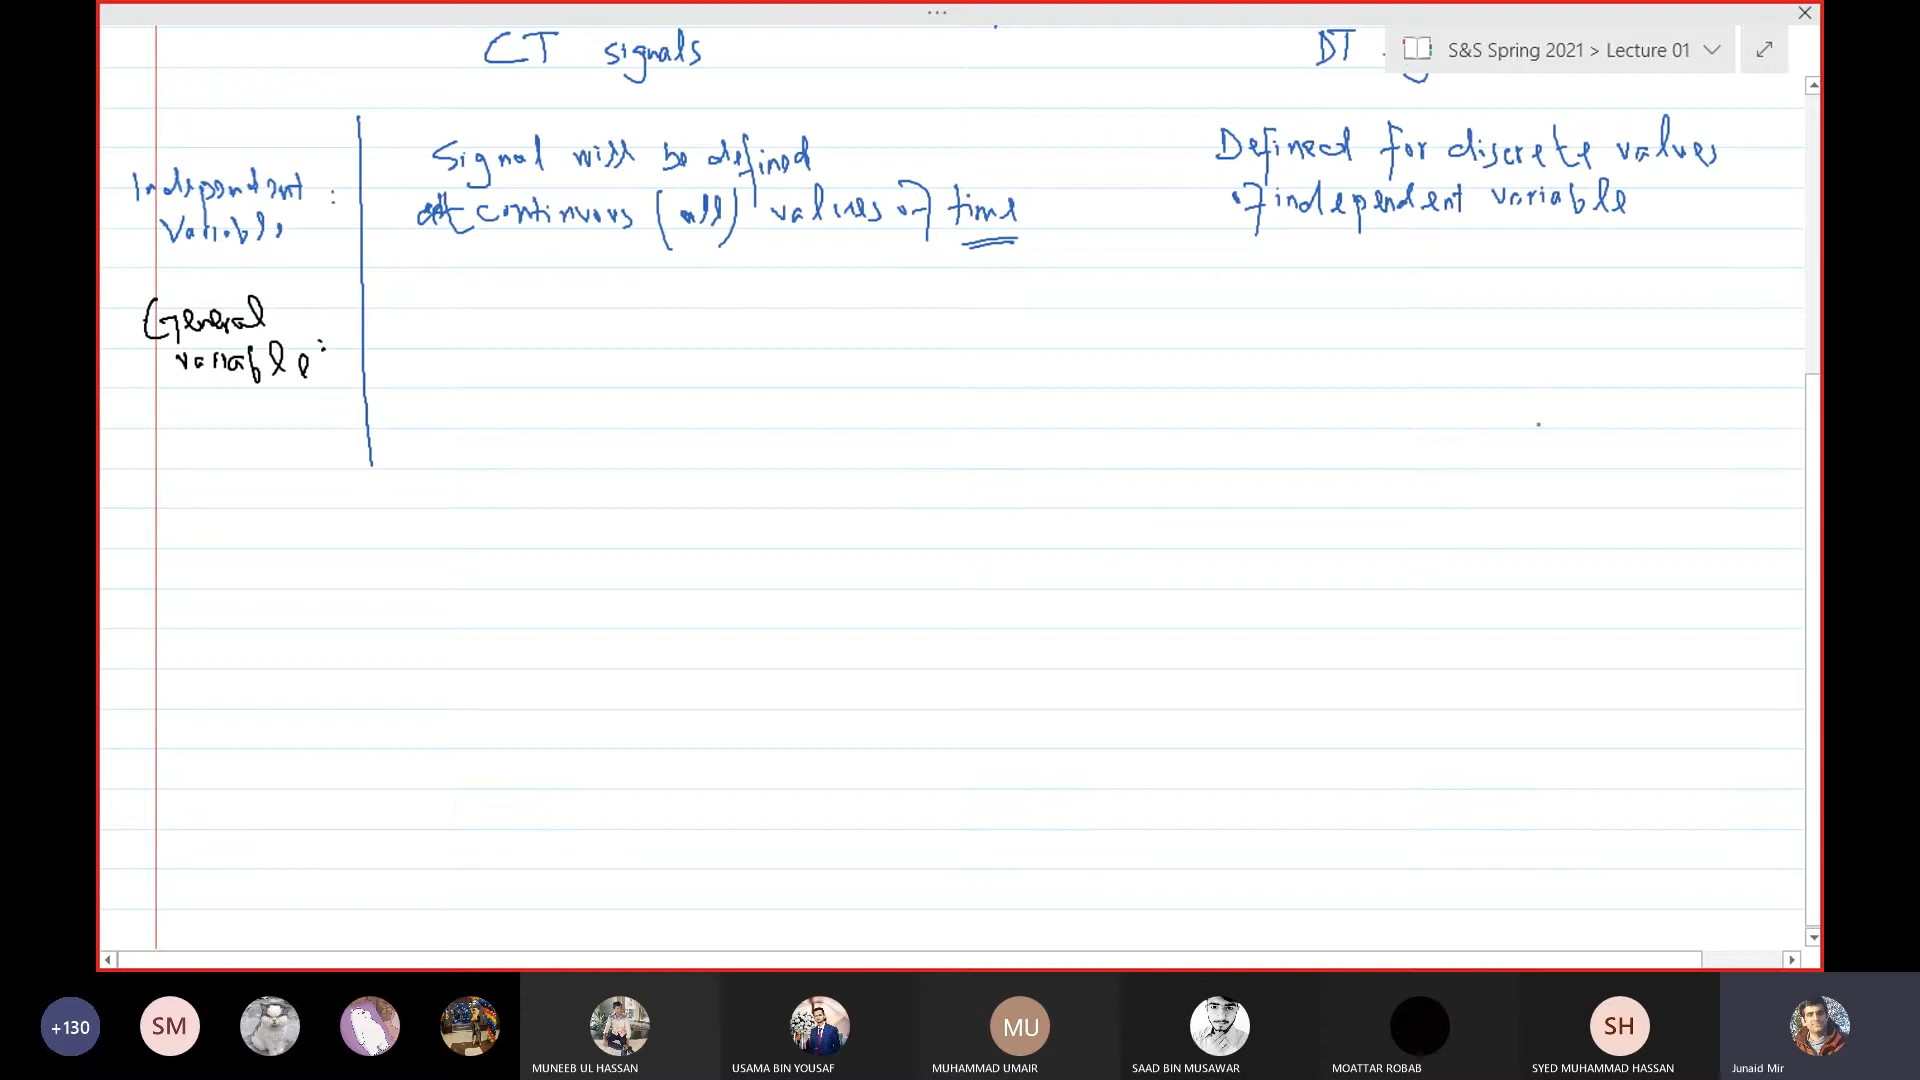 CT signals
DT
S&S Spring 2021 > Lecture 01
Signal will be defined
at continuous (all) values of time
Defined for discrete values
of independent variable
Independent :
Variable
General
variable :
+130
SM
MU
SH
MUNEEB UL HASSAN
USAMA BIN YOUSAF
MUHAMMAD UMAIR
SAAD BIN MUSAWAR
MOATTAR ROBAB
SYED MUHAMMAD HASSAN
Junaid Mir